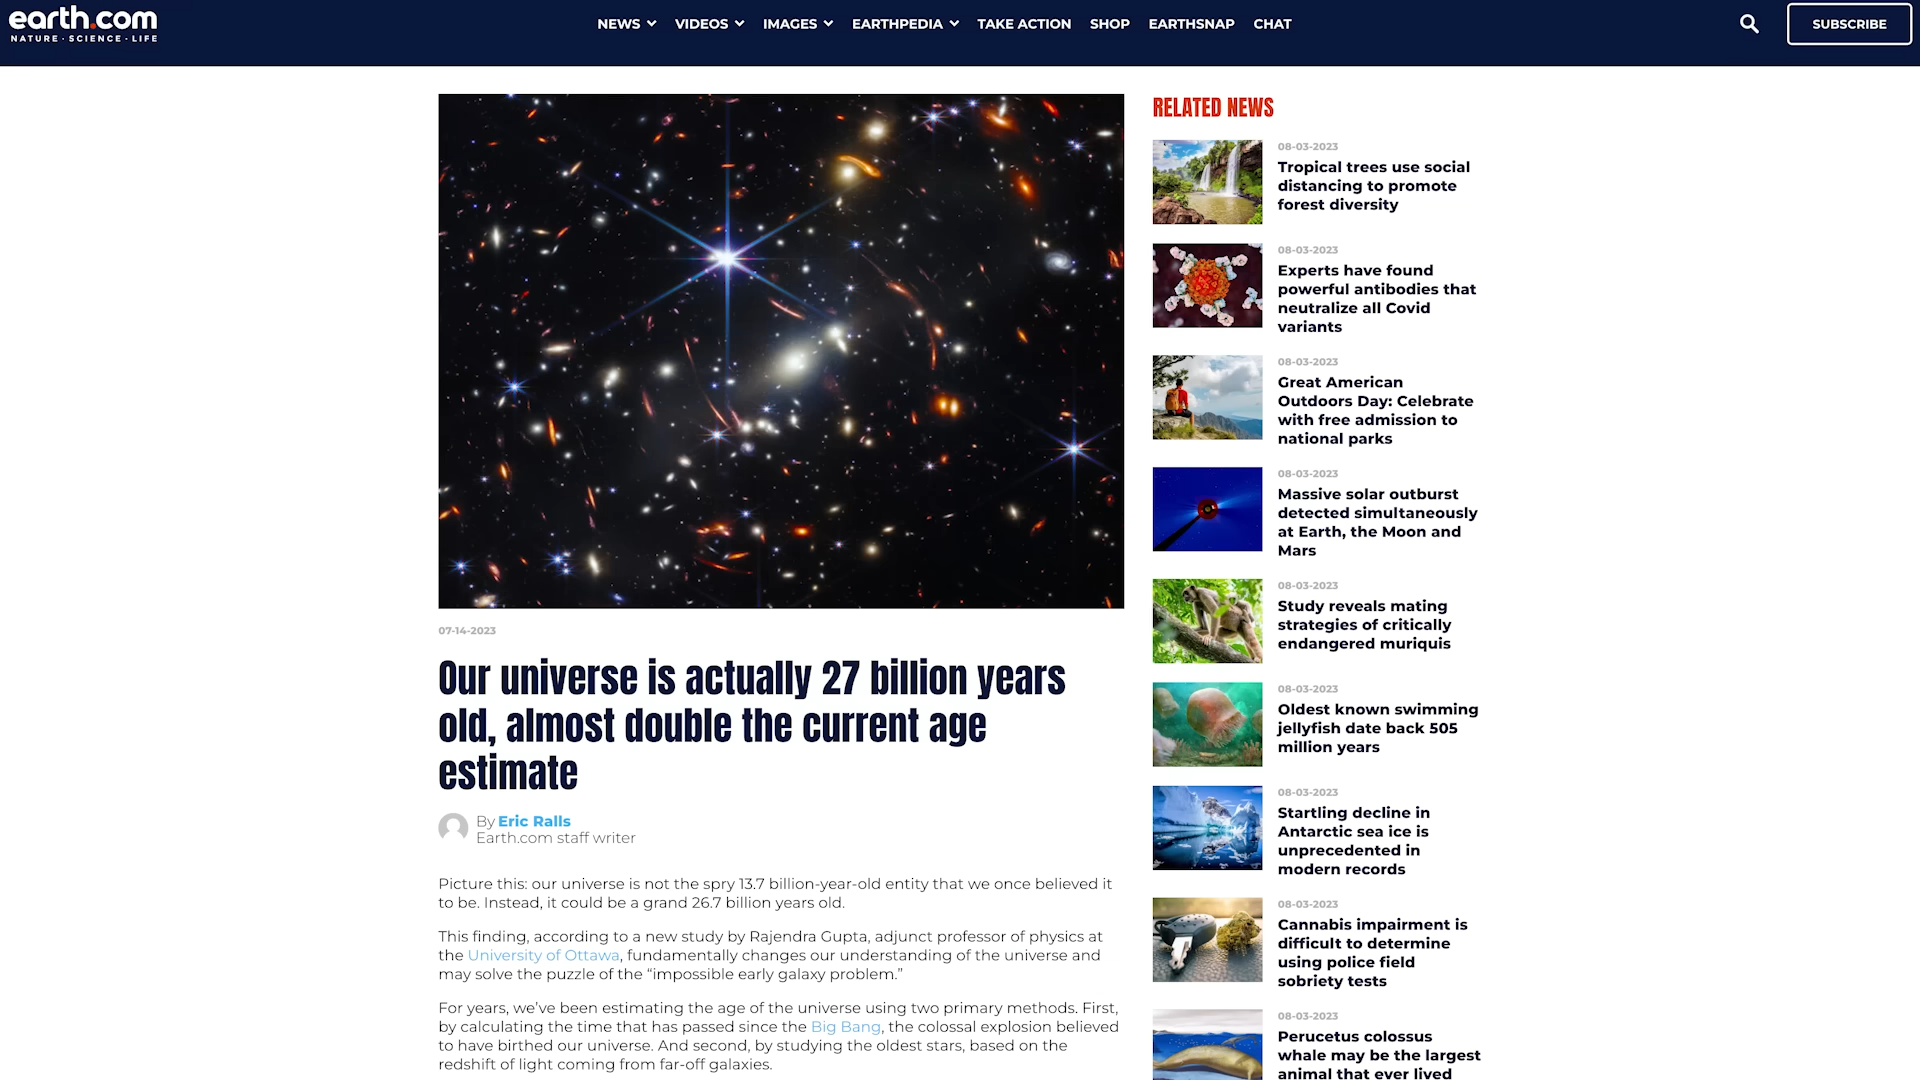 earth.com
NATURE · SCIENCE · LIFE
NEWS
VIDEOS
IMAGES
EARTHPEDIA
TAKE ACTION
SHOP
EARTHSNAP
CHAT
SUBSCRIBE
07-14-2023
Our universe is actually 27 billion years
old, almost double the current age
estimate
By Eric Ralls
Earth.com staff writer
Picture this: our universe is not the spry 13.7 billion-year-old entity that we once believed it
to be. Instead, it could be a grand 26.7 billion years old.
This finding, according to a new study by Rajendra Gupta, adjunct professor of physics at
the University of Ottawa, fundamentally changes our understanding of the universe and
may solve the puzzle of the “impossible early galaxy problem.”
For years, we’ve been estimating the age of the universe using two primary methods. First,
by calculating the time that has passed since the Big Bang, the colossal explosion believed
to have birthed our universe. And second, by studying the oldest stars, based on the
redshift of light coming from far-off galaxies.
RELATED NEWS
08-03-2023
Tropical trees use social
distancing to promote
forest diversity
08-03-2023
Experts have found
powerful antibodies that
neutralize all Covid
variants
08-03-2023
Great American
Outdoors Day: Celebrate
with free admission to
national parks
08-03-2023
Massive solar outburst
detected simultaneously
at Earth, the Moon and
Mars
08-03-2023
Study reveals mating
strategies of critically
endangered muriquis
08-03-2023
Oldest known swimming
jellyfish date back 505
million years
08-03-2023
Startling decline in
Antarctic sea ice is
unprecedented in
modern records
08-03-2023
Cannabis impairment is
difficult to determine
using police field
sobriety tests
08-03-2023
Perucetus colossus
whale may be the largest
animal that ever lived